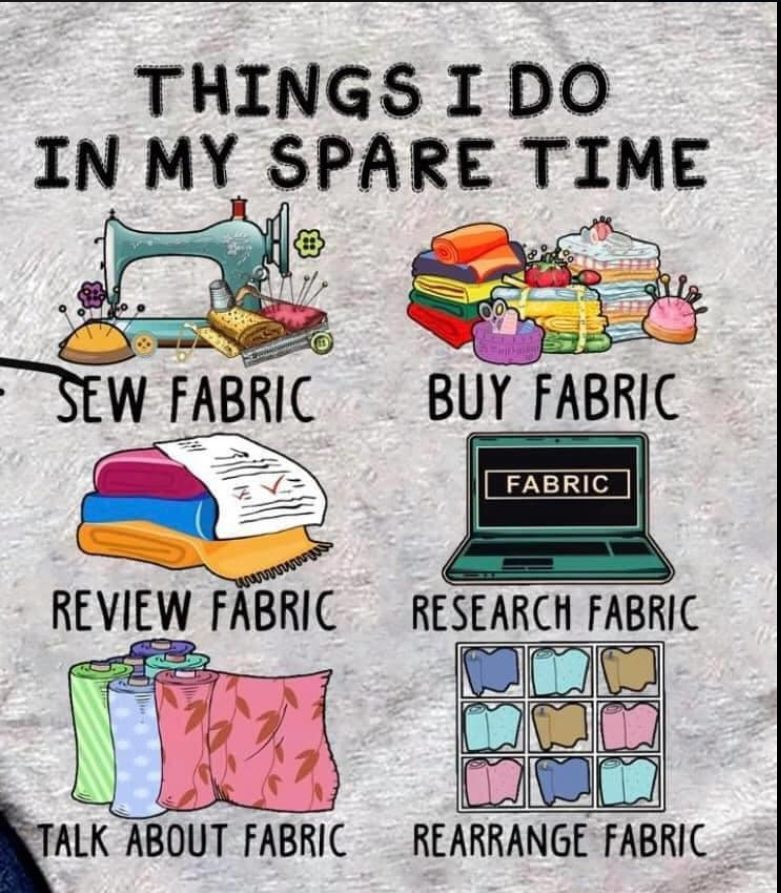 THINGS I DO
IN MY SPARE TIME
SEW FABRIC
BUY FABRIC
FABRIC
REVIEW FABRIC
RESEARCH FABRIC
TALK ABOUT FABRIC
REARRANGE FABRIC